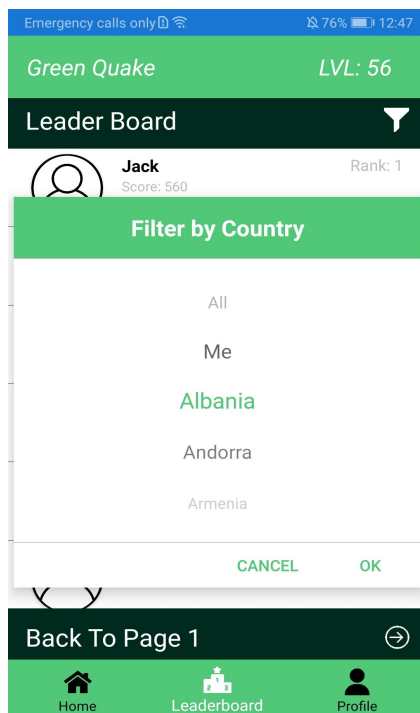 Emergency calls only 76% 12:47
Green Quake LVL: 56
Leader Board
Jack Rank: 1
Score: 560
Filter by Country
All
Me
Albania
Andorra
Armenia
CANCEL OK
Back To Page 1
Home Leaderboard Profile